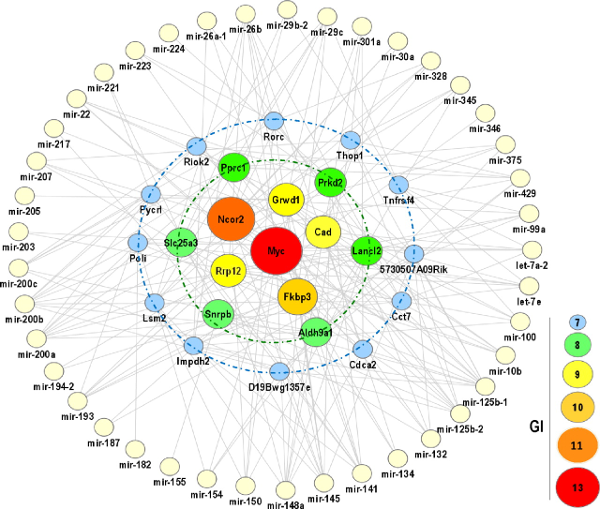 mir-26b
mir-29b-2
mir-29c
mir-26a-1
mir-301a
mir-224
mir-30a
mir-223
mir-328
mir-221
mir-345
mir-22
mir-346
mir-217
mir-375
mir-207
mir-429
mir-205
mir-99a
mir-203
let-7a-2
mir-200c
let-7e
mir-200b
mir-100
mir-200a
mir-10b
mir-194-2
mir-125b-1
mir-193
mir-125b-2
mir-187
mir-132
mir-182
mir-134
mir-155
mir-141
mir-154
mir-145
mir-150
mir-148a
Rorc
Thop1
Riok2
Tnfrsf4
Pycrl
Poli
5730507A09Rik
Lsm2
Cct7
Impdh2
Cdca2
D19Bwg1357e
Pprc1
Prkd2
Slc25a3
Lancl2
Snrpb
Aldh9a1
Grwd1
Ncor2
Cad
Myc
Rrp12
Fkbp3
GI
7
8
9
10
11
13